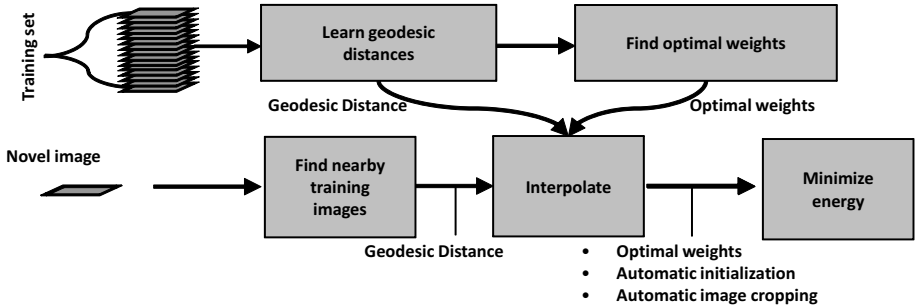 Training set
Learn geodesic
distances
Find optimal weights
Geodesic Distance
Optimal weights
Novel image
Find nearby
training
images
Interpolate
Minimize
energy
Geodesic Distance
• Optimal weights
• Automatic initialization
• Automatic image cropping